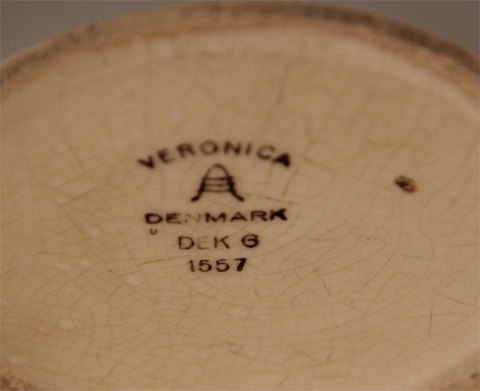 VERONICA
DENMARK
DEK 6
1557